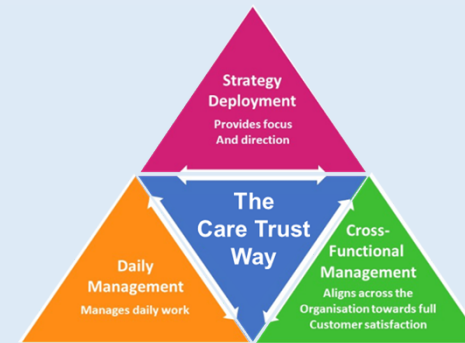 Strategy
Deployment
Provides focus
And direction
The
Care Trust
Way
Daily
Management
Manages daily work
Cross-
Functional
Management
Aligns across the
Organisation towards full
Customer satisfaction